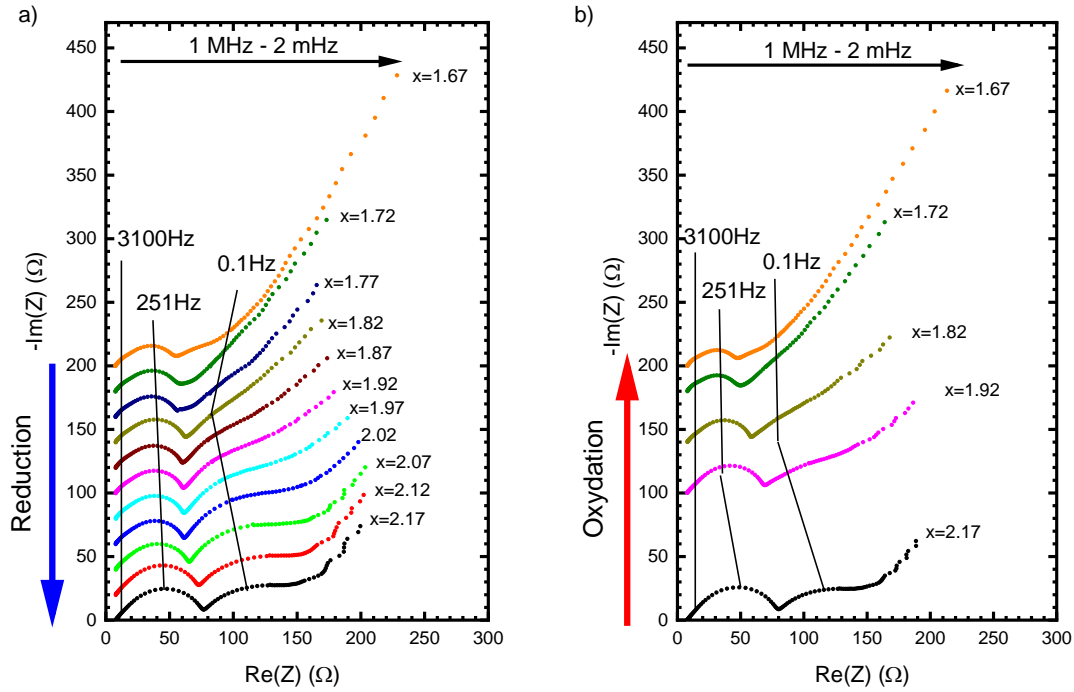 a)
450
400
350
300
250
200
150
100
50
0
0 50 100 150 200 250 300
-Im(Z) (Ω)
Re(Z) (Ω)
Reduction
1 MHz - 2 mHz
x=1.67
x=1.72
3100Hz
0.1Hz
251Hz
x=1.77
x=1.82
x=1.87
x=1.92
x=1.97
2.02
x=2.07
x=2.12
x=2.17
b)
450
400
350
300
250
200
150
100
50
0
0 50 100 150 200 250 300
-Im(Z) (Ω)
Re(Z) (Ω)
Oxydation
1 MHz - 2 mHz
x=1.67
x=1.72
3100Hz
0.1Hz
251Hz
x=1.82
x=1.92
x=2.17